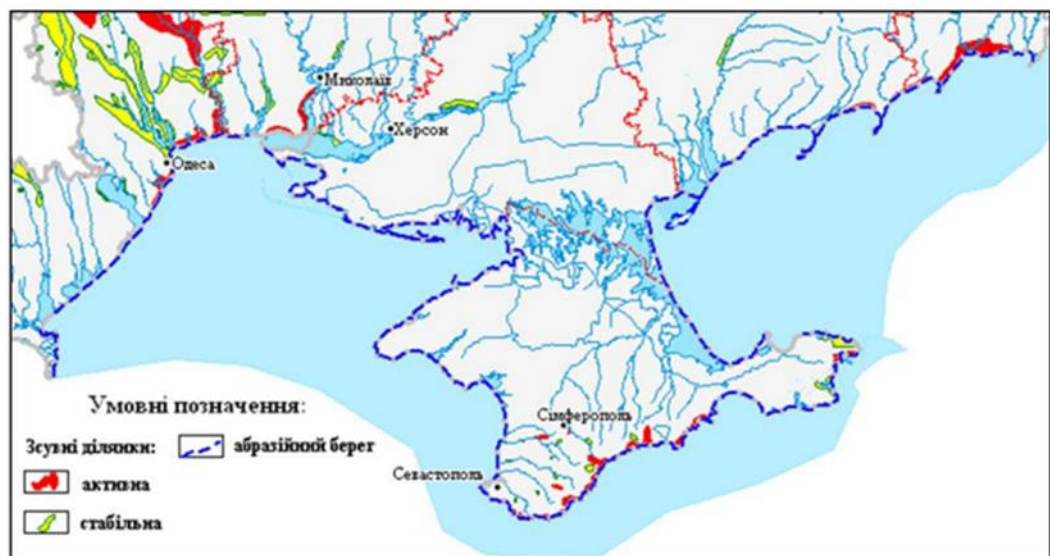 Миколаїв
Херсон
Одеса
Сімферополь
Севастополь
Умовні позначення:
Зсувні ділянки:
абразійний берег
активна
стабільна